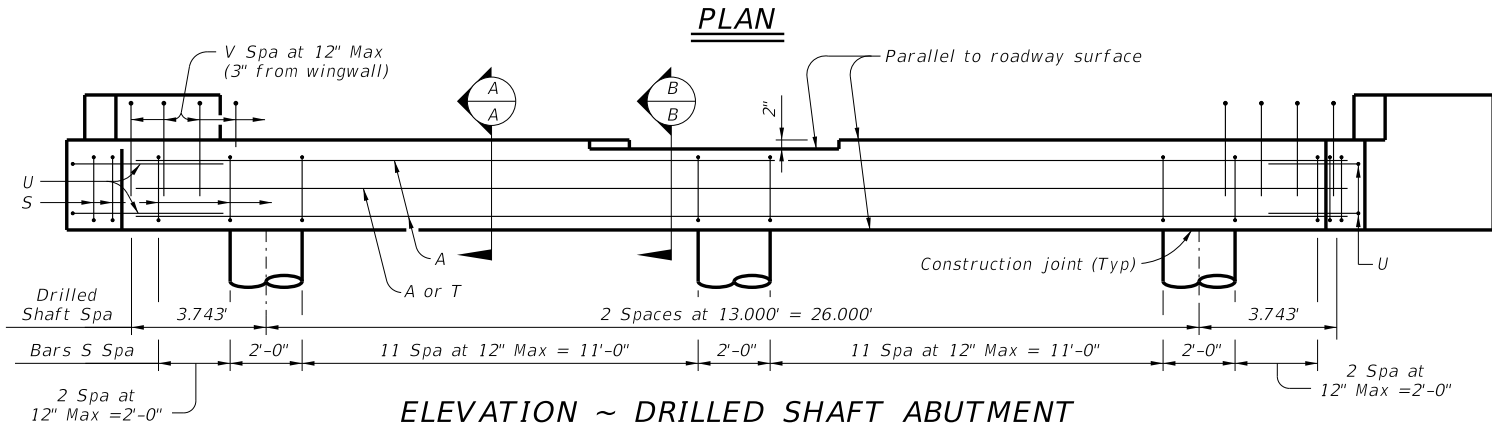 PLAN
V Spa at 12" Max
(3" from wingwall)
A
A
B
B
2"
Parallel to roadway surface
U
S
A
Construction joint (Typ)
U
A or T
Drilled
Shaft Spa
3.743'
2 Spaces at 13.000' = 26.000'
3.743'
Bars S Spa
2'-0"
11 Spa at 12" Max = 11'-0"
2'-0"
11 Spa at 12" Max = 11'-0"
2'-0"
2 Spa at
12" Max =2'-0"
2 Spa at
12" Max =2'-0"
ELEVATION ~ DRILLED SHAFT ABUTMENT